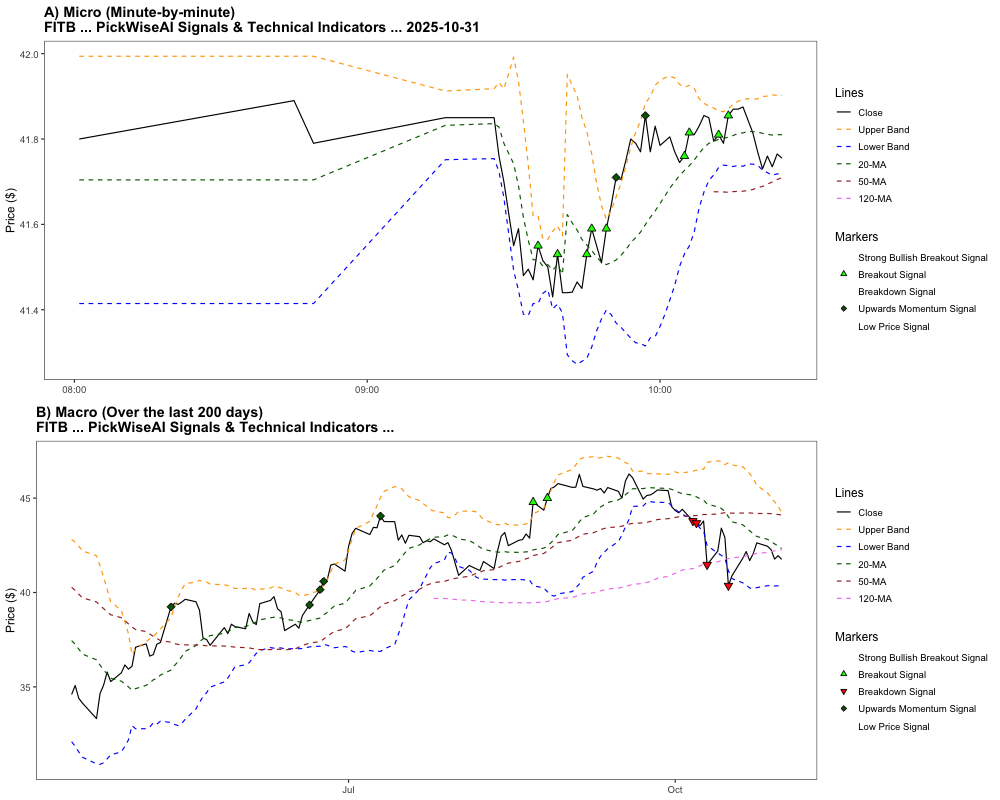 A) Micro (Minute-by-minute)
FITB ... PickWiseAI Signals & Technical Indicators ... 2025-10-31
42.0
41.8
41.6
41.4
Price ($)
08:00
09:00
10:00
Lines
Close
Upper Band
Lower Band
20-MA
50-MA
120-MA
Markers
Strong Bullish Breakout Signal
Breakout Signal
Breakdown Signal
Upwards Momentum Signal
Low Price Signal
B) Macro (Over the last 200 days)
FITB ... PickWiseAI Signals & Technical Indicators ...
45
40
35
Price ($)
Jul
Oct
Lines
Close
Upper Band
Lower Band
20-MA
50-MA
120-MA
Markers
Strong Bullish Breakout Signal
Breakout Signal
Breakdown Signal
Upwards Momentum Signal
Low Price Signal